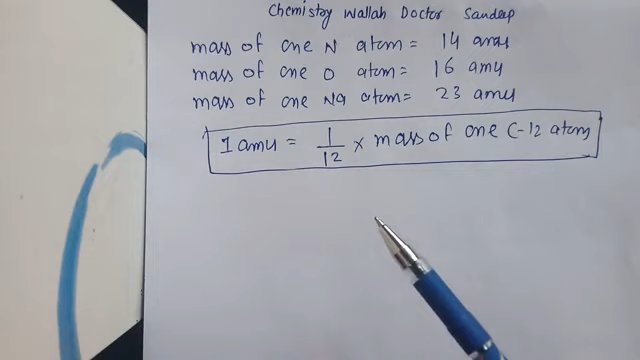 Chemistry Wallah Doctor Sandeep
mass of one N atom = 14 amu
mass of one O atom = 16 amu
mass of one Na atom = 23 amu
1 amu = 1/12 × mass of one C-12 atom